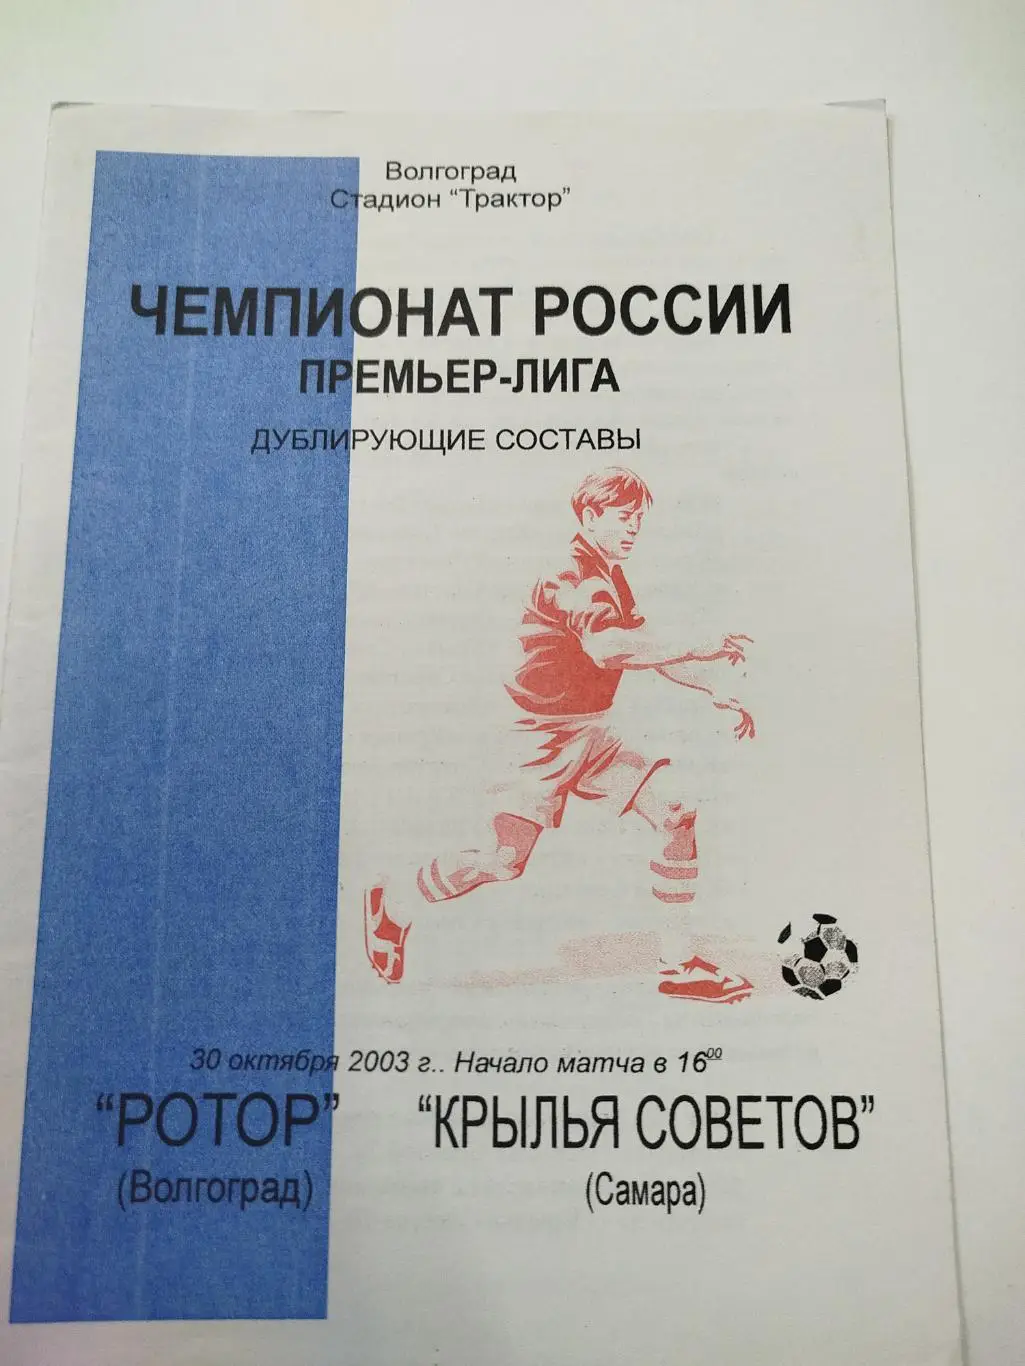 Волгоград
Стадион “Трактор”
ЧЕМПИОНАТ РОССИИ
ПРЕМЬЕР-ЛИГА
ДУБЛИРУЮЩИЕ СОСТАВЫ
30 октября 2003 г.. Начало матча в 16⁰⁰
“РОТОР” “КРЫЛЬЯ СОВЕТОВ”
(Волгоград) (Самара)